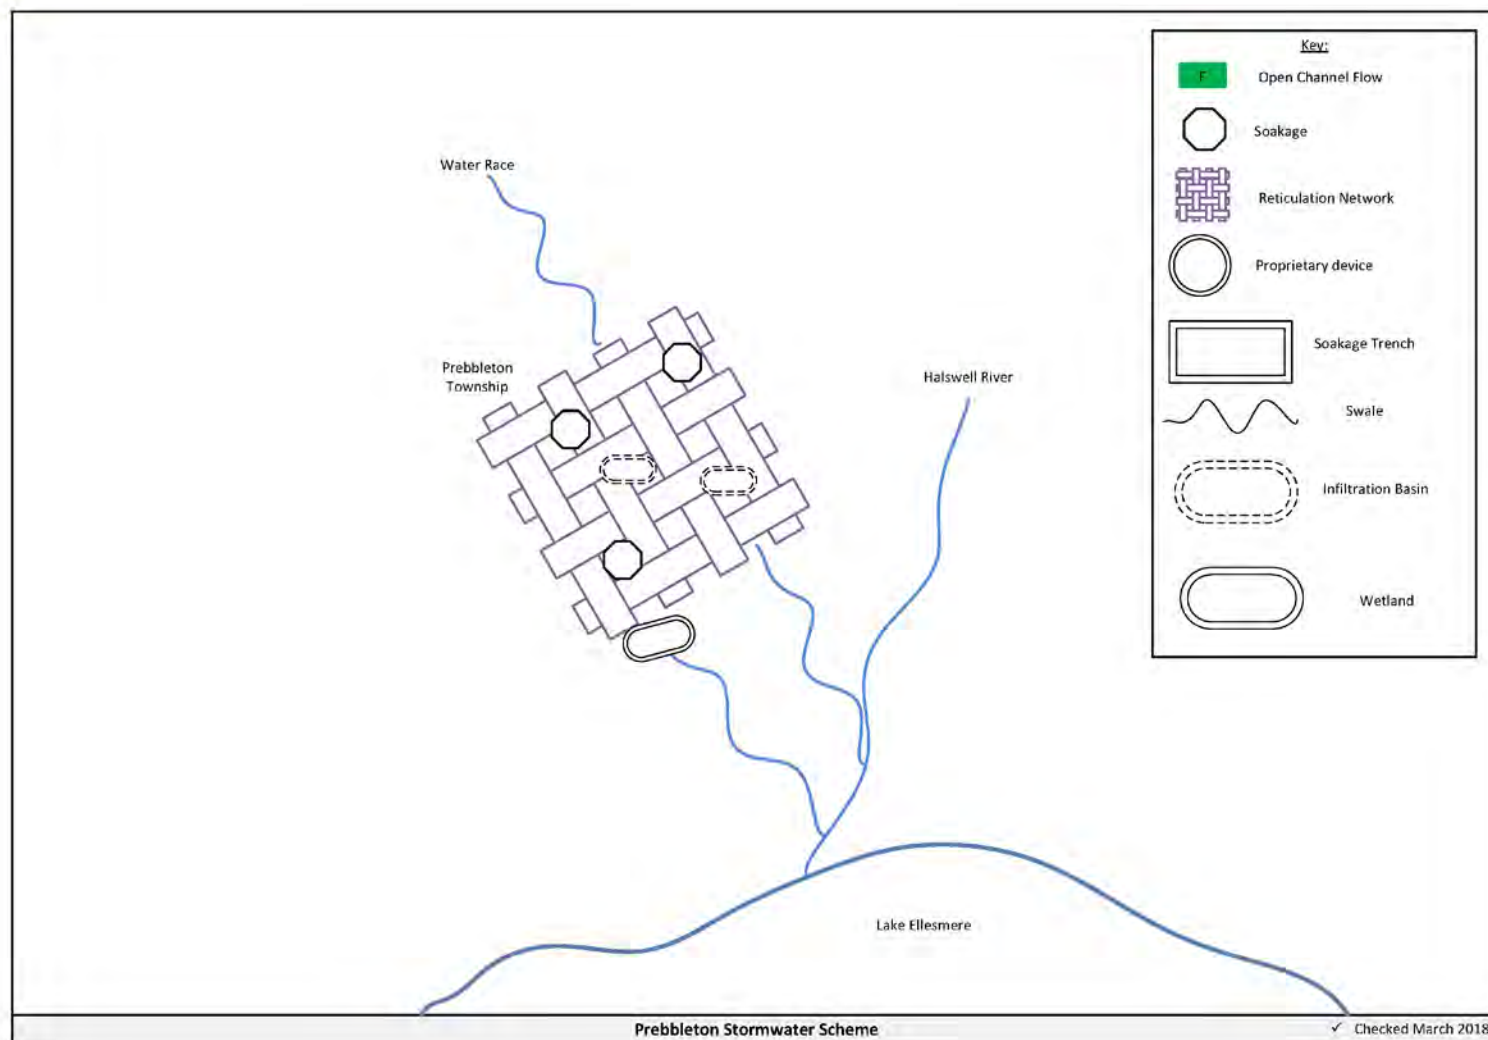 Key:
F
Open Channel Flow
Soakage
Reticulation Network
Proprietary device
Soakage Trench
Swale
Infiltration Basin
Wetland
Water Race
Prebbleton
Township
Halswell River
Lake Ellesmere
Prebbleton Stormwater Scheme
✓ Checked March 2018